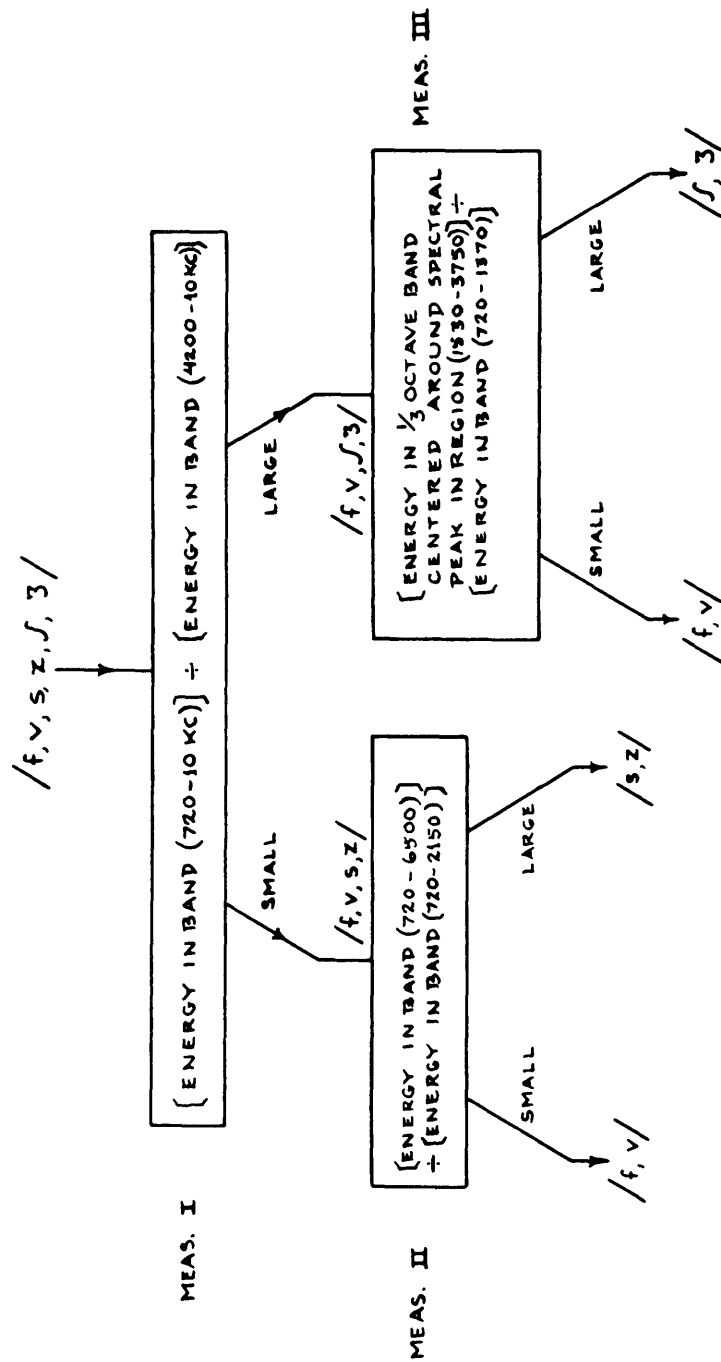 /f, v, s, z, ʃ, ʒ/
MEAS. I
[ENERGY IN BAND (720-10 KC)] ÷ [ENERGY IN BAND (4200-10KC)]
SMALL
LARGE
/f, v, s, z/
/f, v, ʃ, ʒ/
MEAS. II
[ENERGY IN BAND (720-6500)]
÷ [ENERGY IN BAND (720-2150)]
MEAS. III
[ENERGY IN 1/3 OCTAVE BAND
CENTERED AROUND SPECTRAL
PEAK IN REGION (1830-3750)] ÷
[ENERGY IN BAND (720-1370)]
SMALL
LARGE
SMALL
LARGE
/f, v/
/s, z/
/f, v/
/ʃ, ʒ/